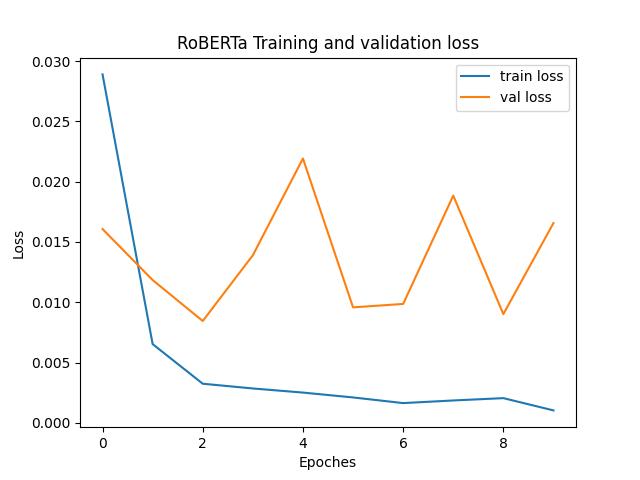 RoBERTa Training and validation loss
train loss
val loss
Loss
0.030
0.025
0.020
0.015
0.010
0.005
0.000
0 2 4 6 8
Epoches